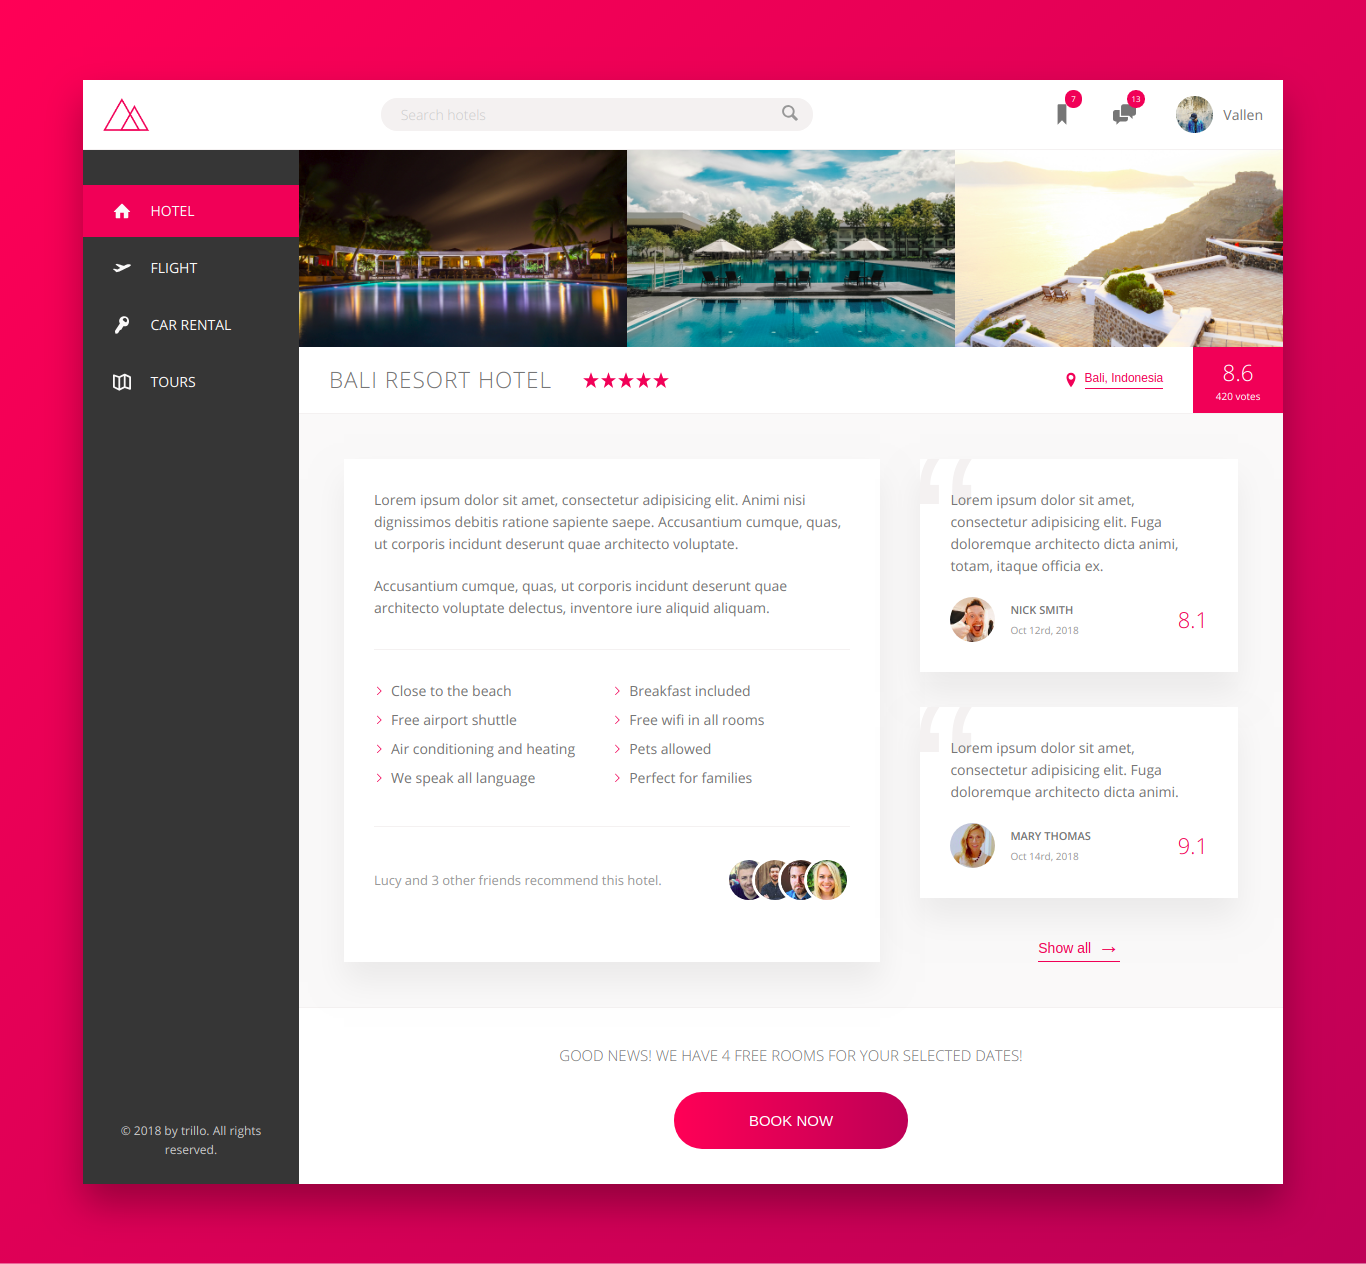 Search hotels
7
13
Vallen
HOTEL
FLIGHT
CAR RENTAL
TOURS
© 2018 by trillo. All rights
reserved.
BALI RESORT HOTEL
Bali, Indonesia
8.6
420 votes
Lorem ipsum dolor sit amet, consectetur adipisicing elit. Animi nisi
dignissimos debitis ratione sapiente saepe. Accusantium cumque, quas,
ut corporis incidunt deserunt quae architecto voluptate.
Accusantium cumque, quas, ut corporis incidunt deserunt quae
architecto voluptate delectus, inventore iure aliquid aliquam.
Close to the beach
Free airport shuttle
Air conditioning and heating
We speak all language
Breakfast included
Free wifi in all rooms
Pets allowed
Perfect for families
Lucy and 3 other friends recommend this hotel.
“
Lorem ipsum dolor sit amet,
consectetur adipisicing elit. Fuga
doloremque architecto dicta animi,
totam, itaque officia ex.
NICK SMITH
Oct 12rd, 2018
8.1
“
Lorem ipsum dolor sit amet,
consectetur adipisicing elit. Fuga
doloremque architecto dicta animi.
MARY THOMAS
Oct 14rd, 2018
9.1
Show all →
GOOD NEWS! WE HAVE 4 FREE ROOMS FOR YOUR SELECTED DATES!
BOOK NOW